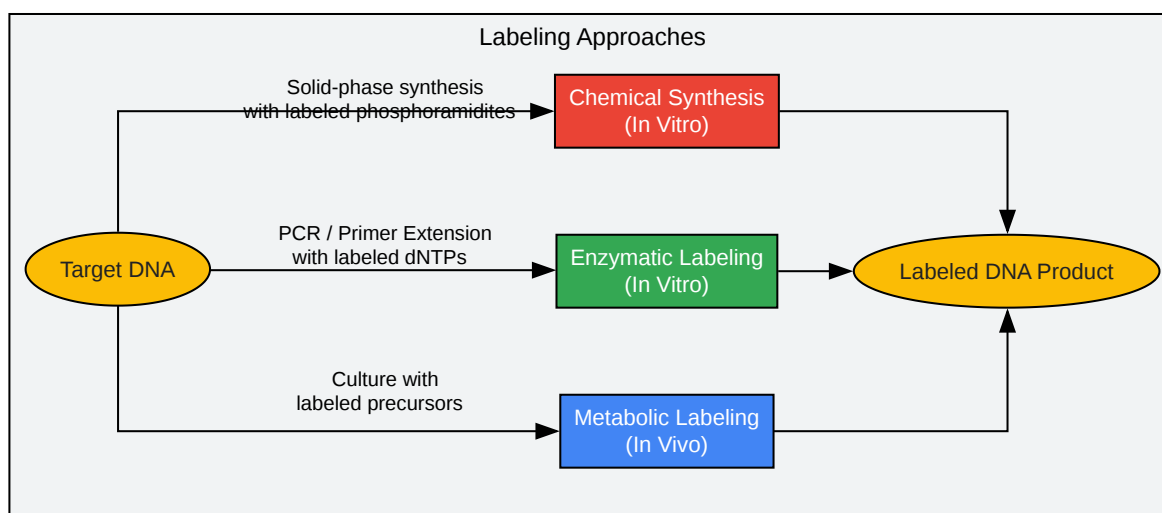 Labeling Approaches
Solid-phase synthesis
with labeled phosphoramidites
Chemical Synthesis
(In Vitro)
Target DNA
PCR / Primer Extension
with labeled dNTPs
Enzymatic Labeling
(In Vitro)
Labeled DNA Product
Culture with
labeled precursors
Metabolic Labeling
(In Vivo)